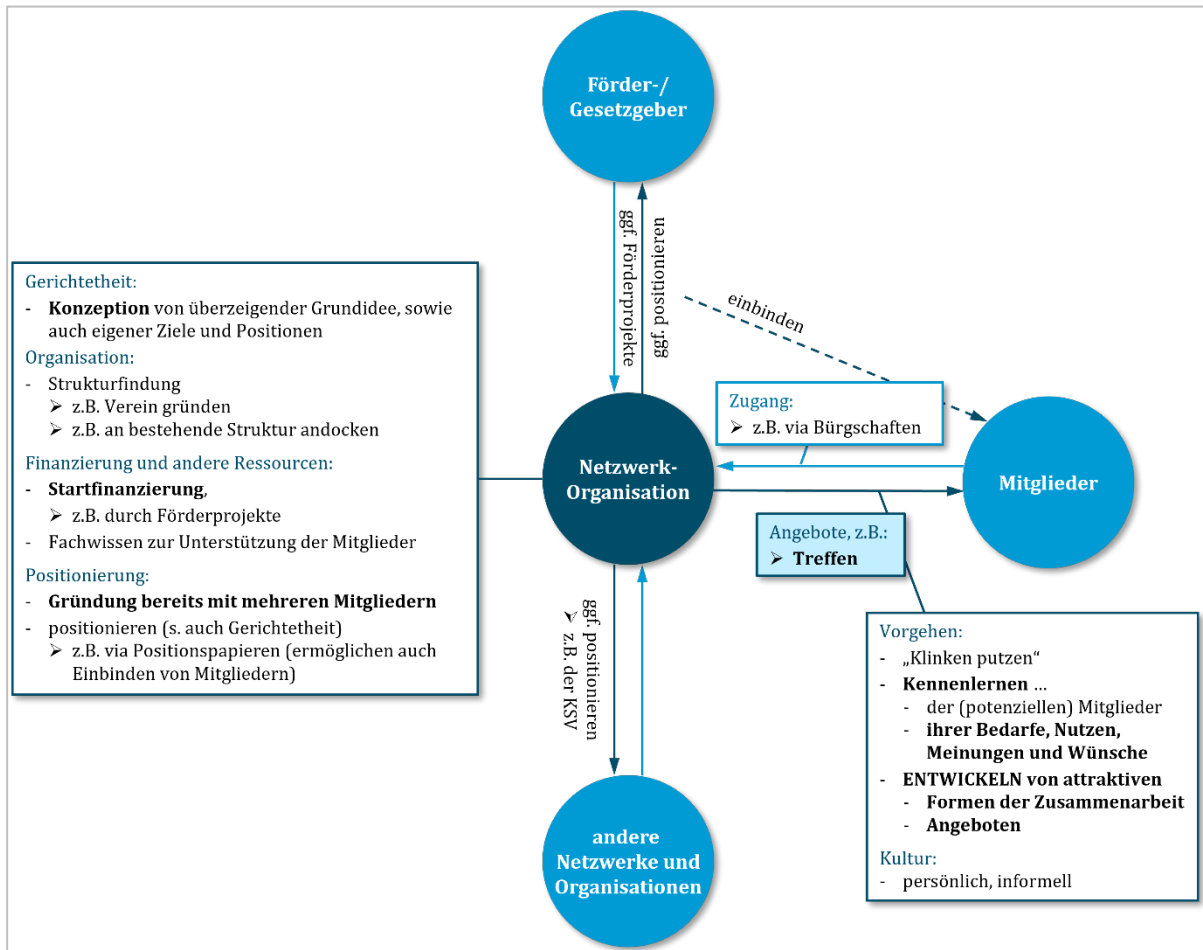 Förder-/
Gesetzgeber
ggf. Förderprojekte
ggf. positionieren
einbinden
Gerichtetheit:
- Konzeption von überzeigender Grundidee, sowie
auch eigener Ziele und Positionen
Organisation:
- Strukturfindung
➢ z.B. Verein gründen
➢ z.B. an bestehende Struktur andocken
Finanzierung und andere Ressourcen:
- Startfinanzierung,
➢ z.B. durch Förderprojekte
- Fachwissen zur Unterstützung der Mitglieder
Positionierung:
- Gründung bereits mit mehreren Mitgliedern
- positionieren (s. auch Gerichtetheit)
➢ z.B. via Positionspapieren (ermöglichen auch
Einbinden von Mitgliedern)
Netzwerk-
Organisation
Zugang:
➢ z.B. via Bürgschaften
Mitglieder
Angebote, z.B.:
➢ Treffen
ggf. positionieren
➢ z.B. der KSV
Vorgehen:
- „Klinken putzen“
- Kennenlernen ...
- der (potenziellen) Mitglieder
- ihrer Bedarfe, Nutzen,
Meinungen und Wünsche
- ENTWICKELN von attraktiven
- Formen der Zusammenarbeit
- Angeboten
Kultur:
- persönlich, informell
andere
Netzwerke und
Organisationen